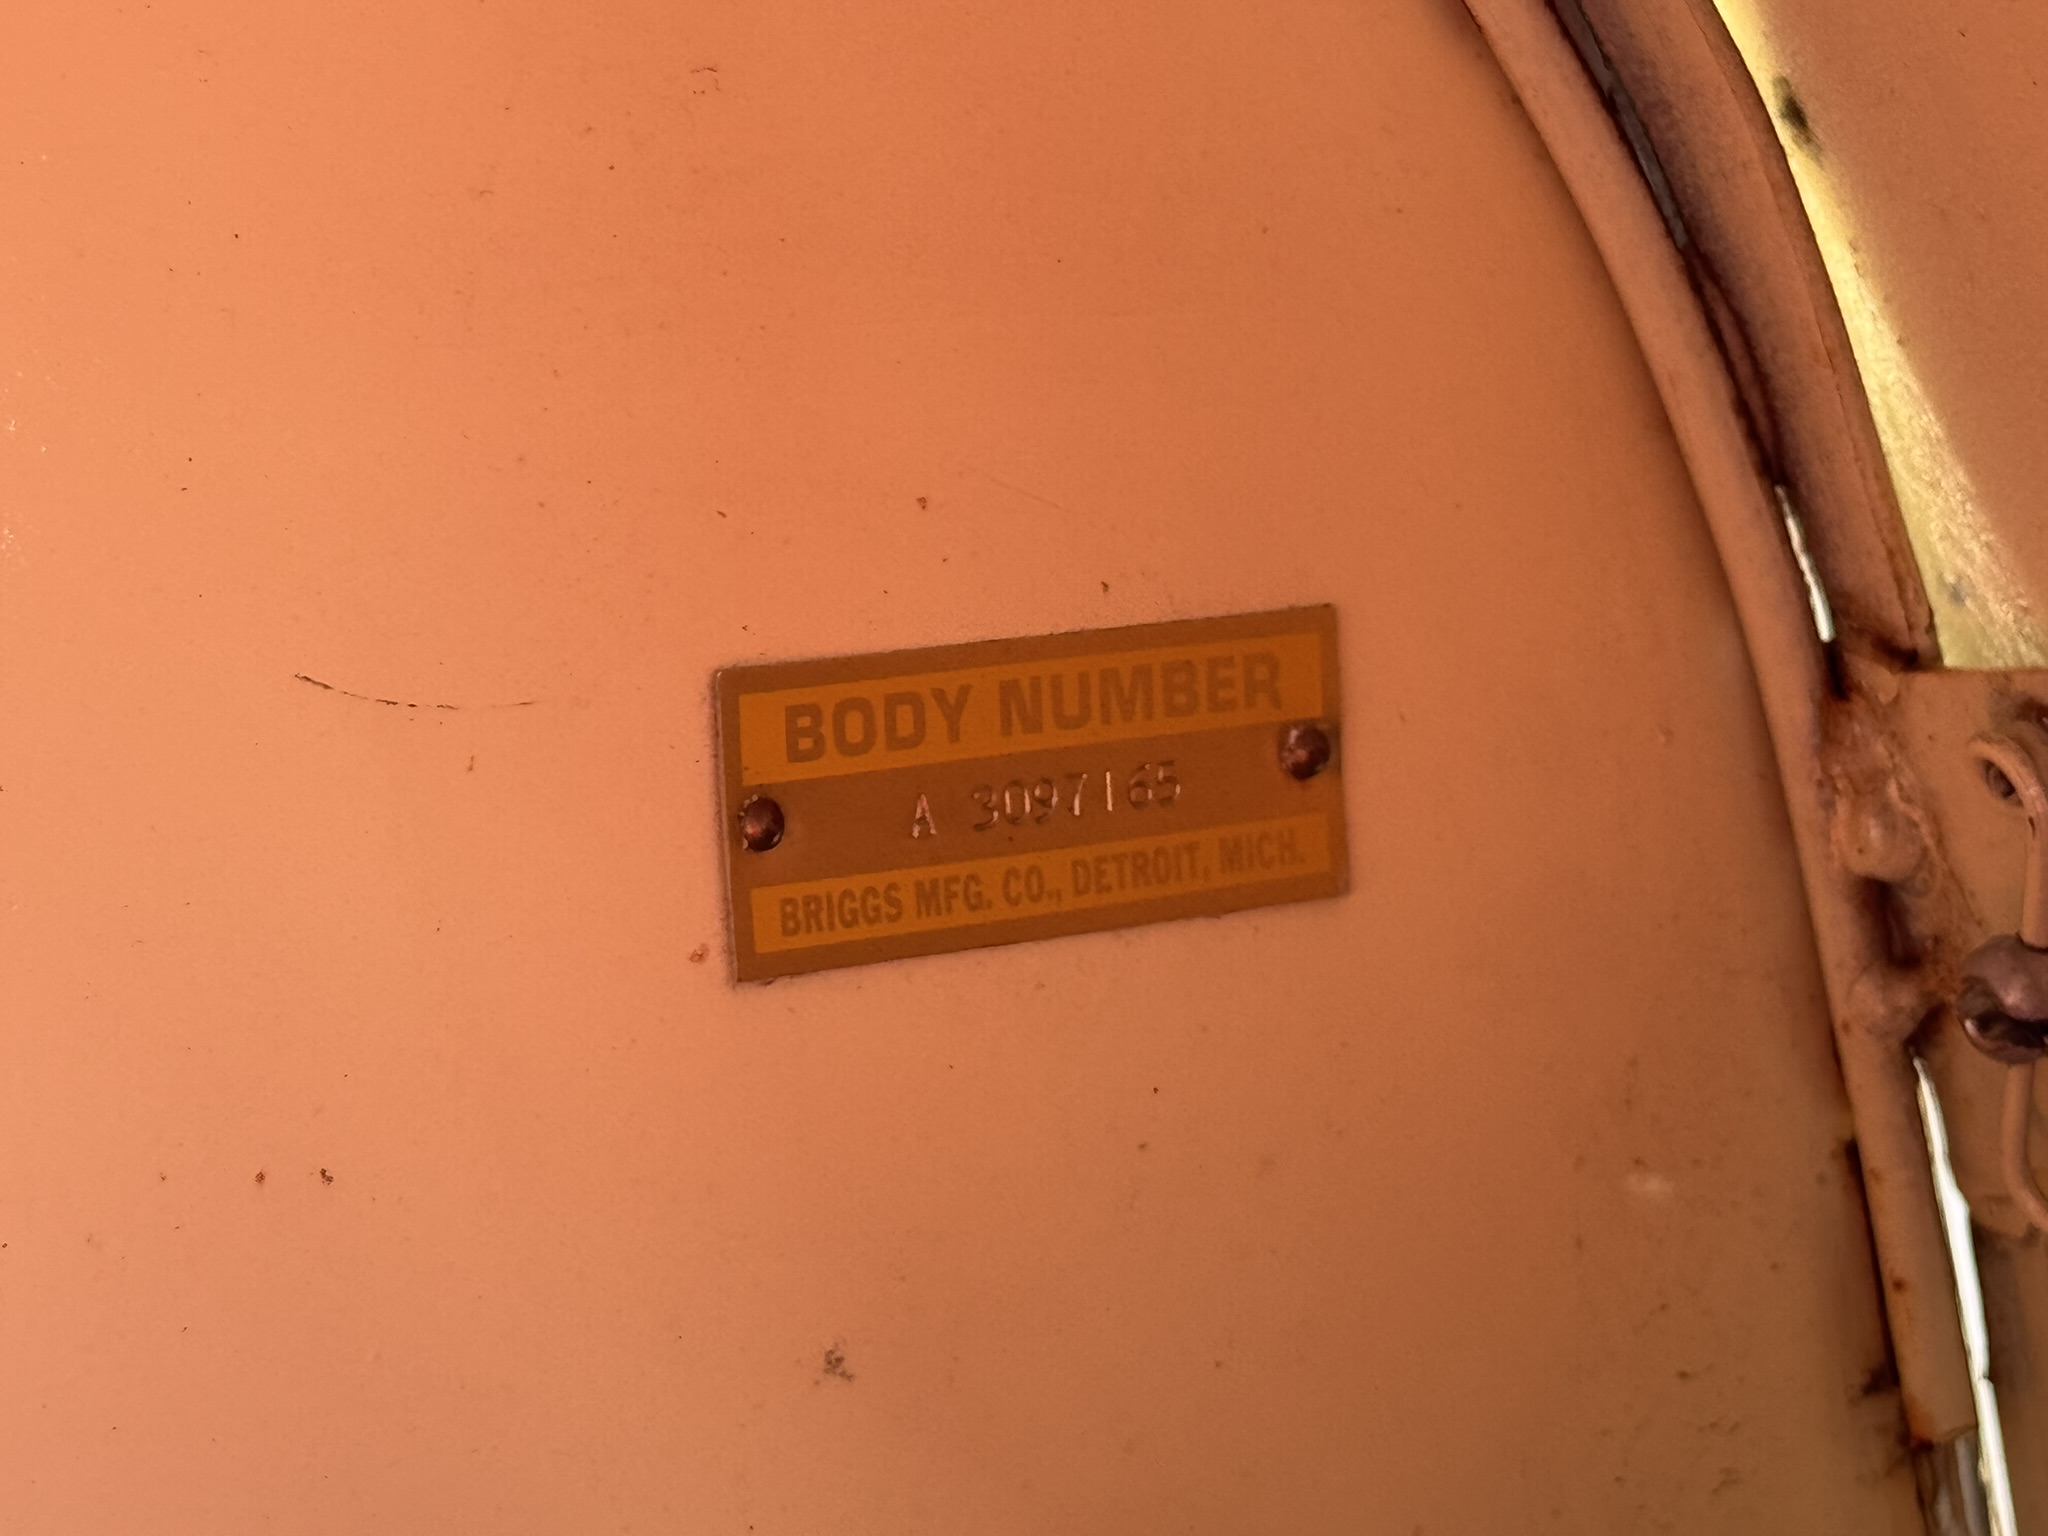 BODY NUMBER
A 3097165
BRIGGS MFG. CO., DETROIT, MICH.